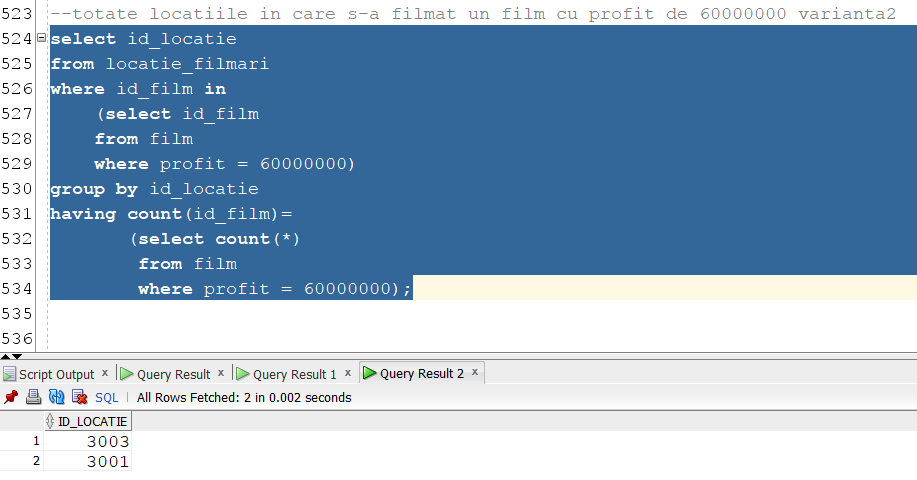 523 --totate locatiile in care s-a filmat un film cu profit de 60000000 varianta2
524 select id_locatie
525 from locatie_filmari
526 where id_film in
527 (select id_film
528 from film
529 where profit = 60000000)
530 group by id_locatie
531 having count(id_film)=
532 (select count(*)
533 from film
534 where profit = 60000000);
535
536
Script Output x Query Result x Query Result 1 x Query Result 2 x
SQL | All Rows Fetched: 2 in 0.002 seconds
ID_LOCATIE
1 3003
2 3001